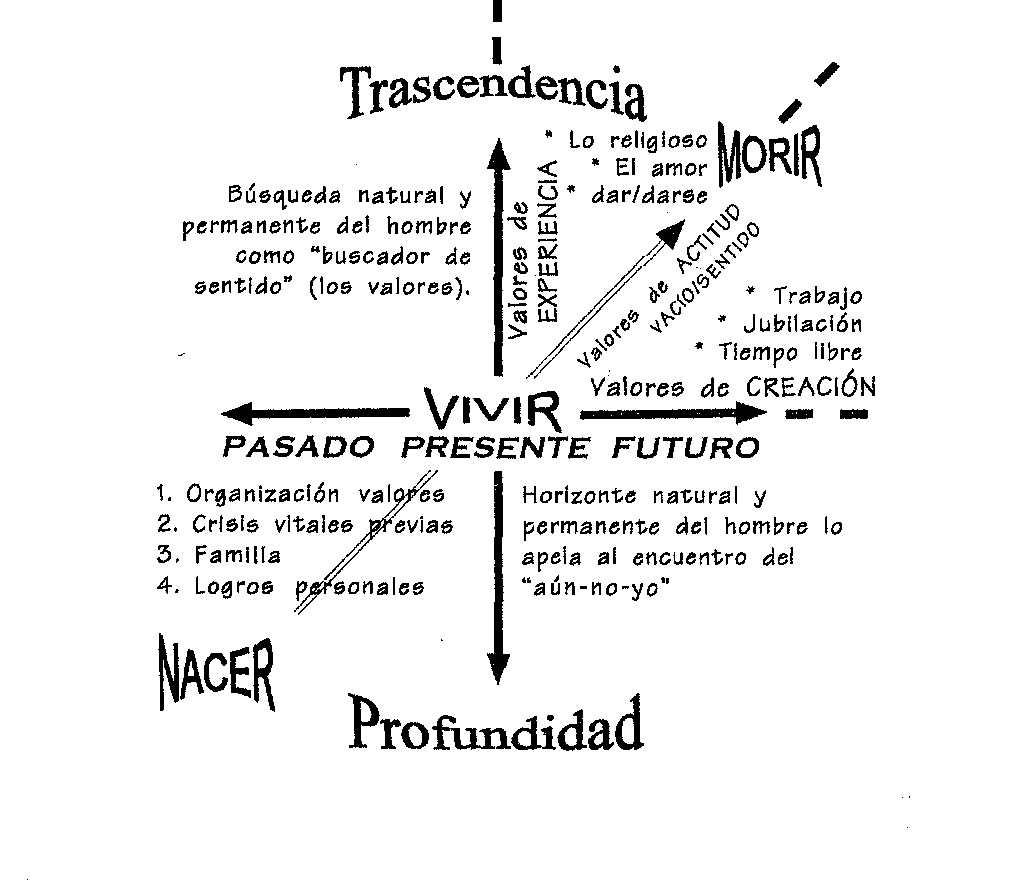 Trascendencia
* Lo religioso
* El amor
* dar/darse
MORIR
Búsqueda natural y
permanente del hombre
como "buscador de
sentido" (los valores).
Valores de
EXPERIENCIA
Valores de ACTITUD
VACIO/SENTIDO
* Trabajo
* Jubilación
* Tiempo libre
Valores de CREACIÓN
VIVIR
PASADO PRESENTE FUTURO
1. Organización valores
2. Crisis vitales previas
3. Familia
4. Logros personales
Horizonte natural y
permanente del hombre lo
apela al encuentro del
"aún-no-yo"
NACER
Profundidad